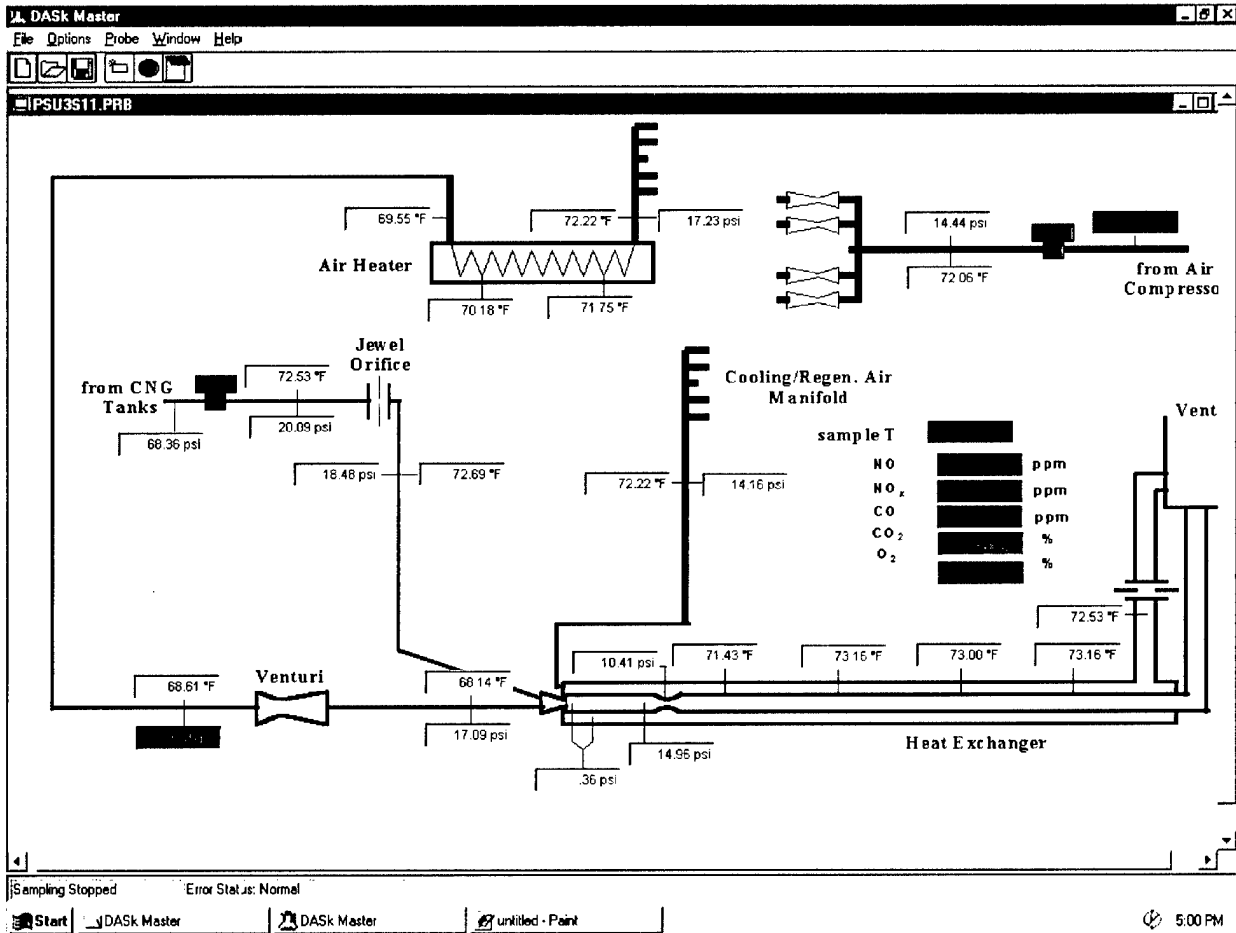 DASk Master
File Options Probe Window Help
PSU3S11.PRB
69.55 °F
72.22 °F
17.23 psi
Air Heater
70.18 °F
71.75 °F
14.44 psi
72.06 °F
from Air
Compresso
Jewel
Orifice
from CNG
Tanks
72.53 °F
68.36 psi
20.09 psi
18.48 psi
72.69 °F
Cooling/Regen. Air
Manifold
72.22 °F
14.16 psi
sample T
NO
ppm
NOx
ppm
CO
ppm
CO2
%
O2
%
Vent
72.53 °F
68.61 °F
Venturi
68.14 °F
17.09 psi
10.41 psi
71.43 °F
73.16 °F
73.00 °F
73.16 °F
14.96 psi
.36 psi
Heat Exchanger
Sampling Stopped
Error Status: Normal
Start
DASk Master
DASk Master
untitled - Paint
5:00 PM